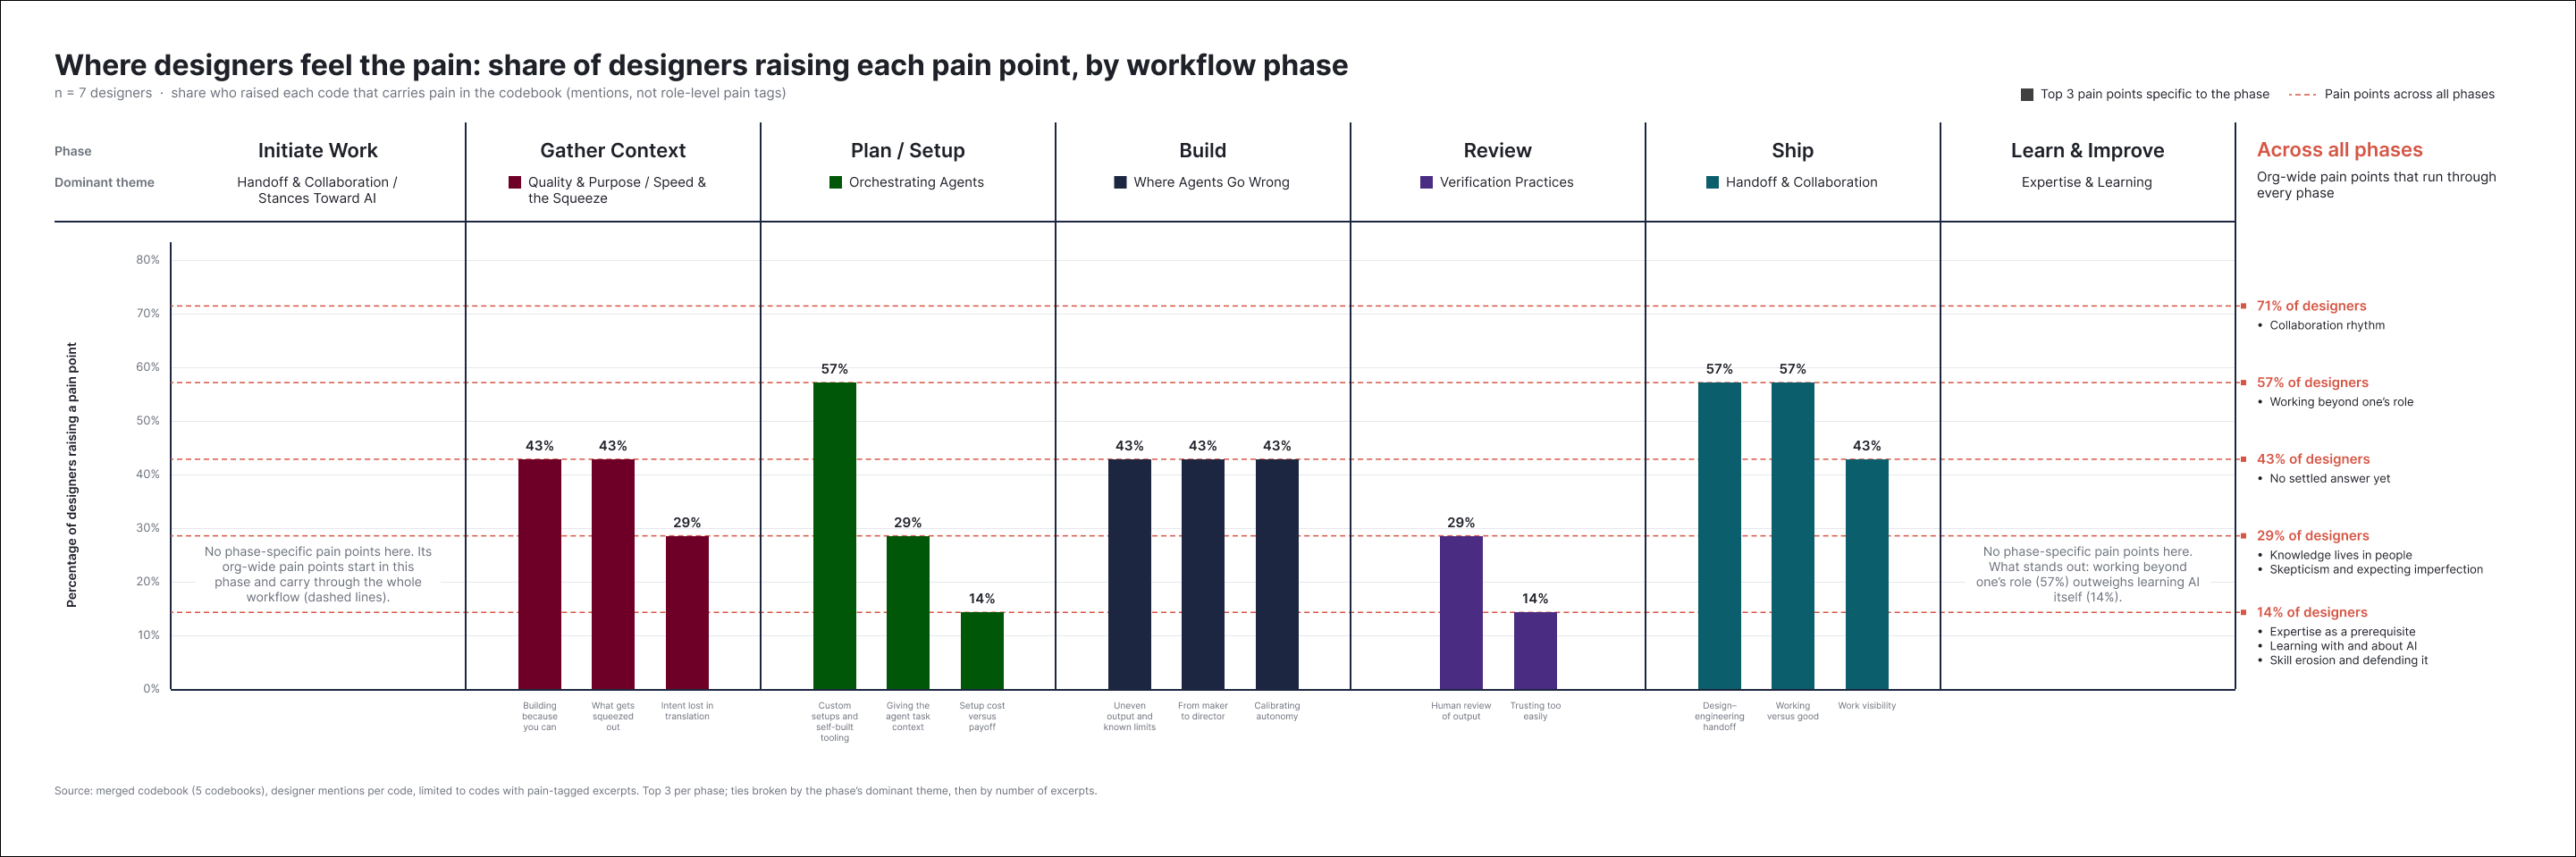 Where designers feel the pain: share of designers raising each pain point, by workflow phase
n = 7 designers · share who raised each code that carries pain in the codebook (mentions, not role-level pain tags)
Top 3 pain points specific to the phase
Pain points across all phases
Phase
Initiate Work
Gather Context
Plan / Setup
Build
Review
Ship
Learn & Improve
Across all phases
Dominant theme
Handoff & Collaboration /
Stances Toward AI
Quality & Purpose / Speed &
the Squeeze
Orchestrating Agents
Where Agents Go Wrong
Verification Practices
Handoff & Collaboration
Expertise & Learning
Org-wide pain points that run through
every phase
Percentage of designers raising a pain point
80%
70%
60%
50%
40%
30%
20%
10%
0%
No phase-specific pain points here. Its
org-wide pain points start in this
phase and carry through the whole
workflow (dashed lines).
43%
43%
29%
57%
29%
14%
43%
43%
43%
29%
14%
57%
57%
43%
No phase-specific pain points here.
What stands out: working beyond
one's role (57%) outweighs learning AI
itself (14%).
71% of designers
• Collaboration rhythm
57% of designers
• Working beyond one's role
43% of designers
• No settled answer yet
29% of designers
• Knowledge lives in people
• Skepticism and expecting imperfection
14% of designers
• Expertise as a prerequisite
• Learning with and about AI
• Skill erosion and defending it
Building
because
you can
What gets
squeezed
out
Intent lost in
translation
Custom
setups and
self-built
tooling
Giving the
agent task
context
Setup cost
versus
payoff
Uneven
output and
known limits
From maker
to director
Calibrating
autonomy
Human review
of output
Trusting too
easily
Design–
engineering
handoff
Working
versus good
Work visibility
Source: merged codebook (5 codebooks), designer mentions per code, limited to codes with pain-tagged excerpts. Top 3 per phase; ties broken by the phase's dominant theme, then by number of excerpts.